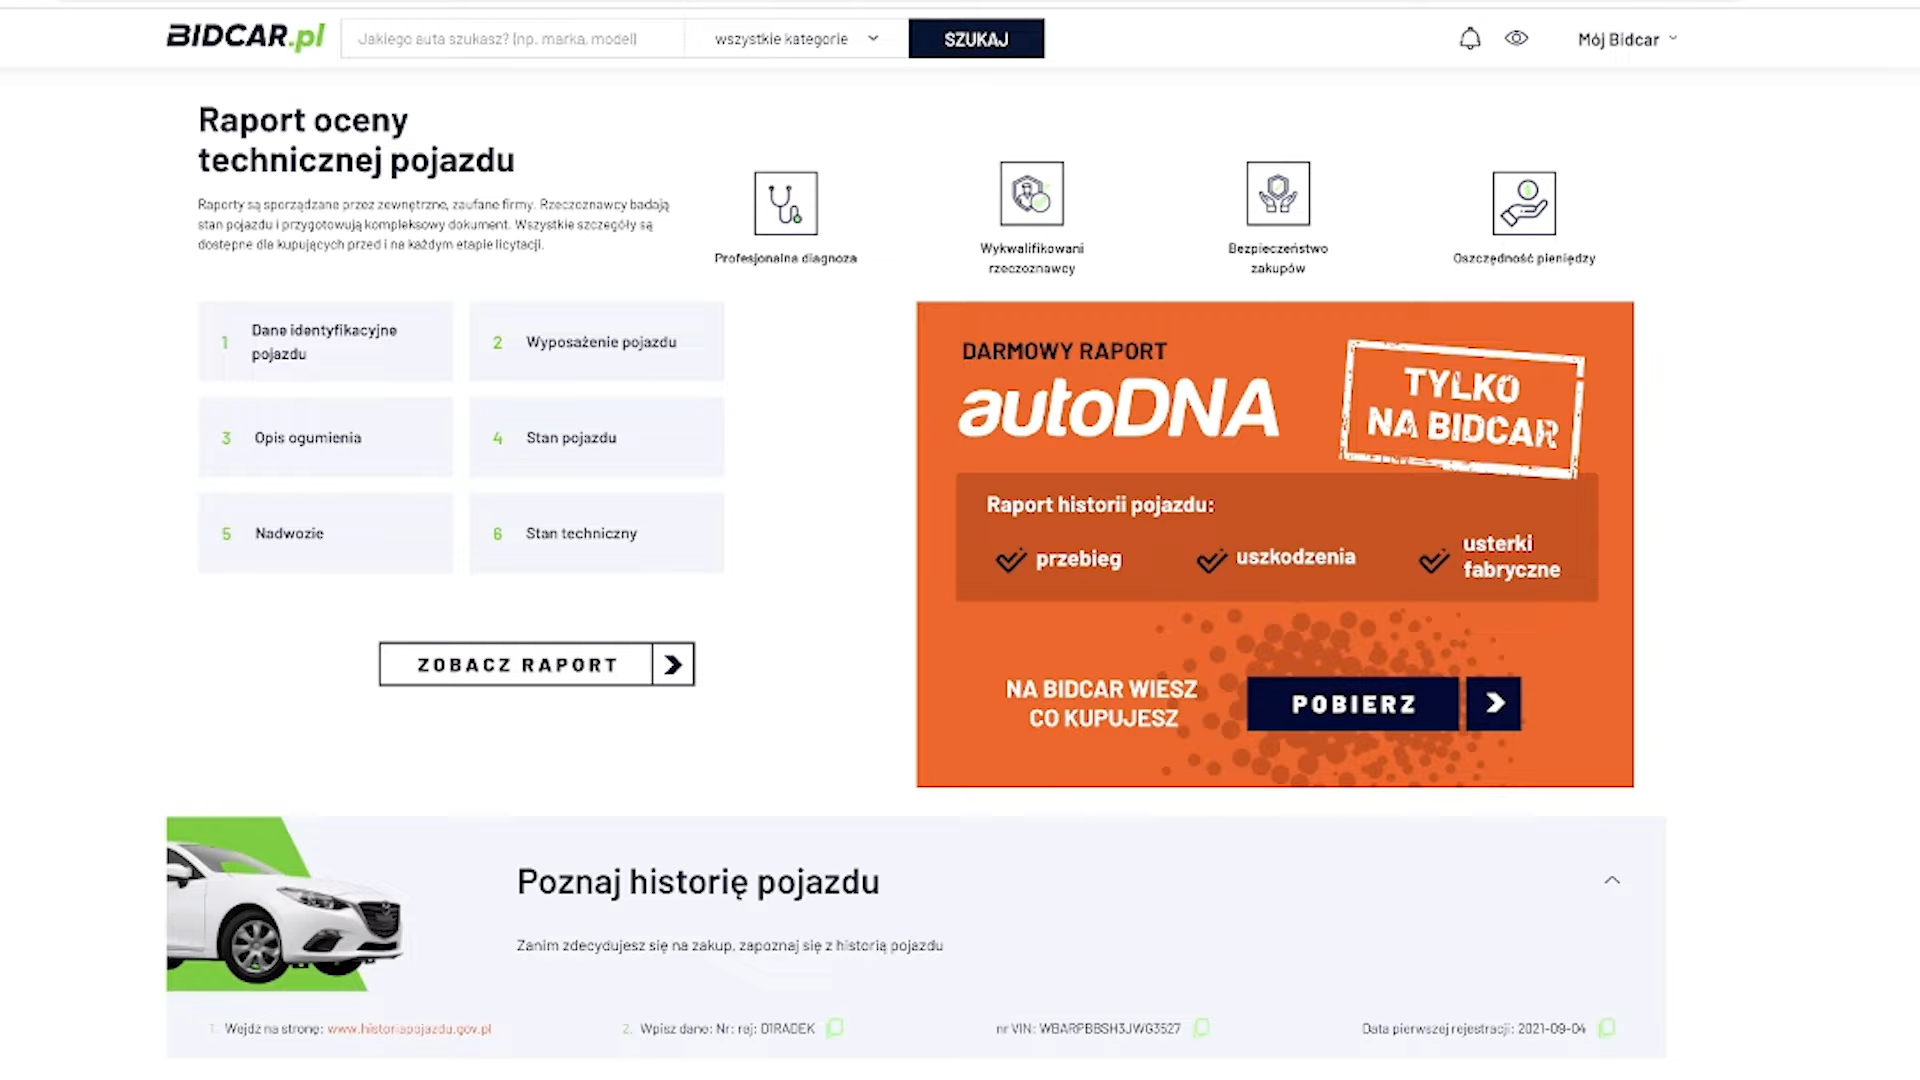 BIDCAR.pl
Jakiego auta szukasz? (np. marka, model)
wszystkie kategorie
SZUKAJ
Mój Bidcar
Raport oceny
technicznej pojazdu
Raporty są sporządzane przez zewnętrzne, zaufane firmy. Rzeczoznawcy badają
stan pojazdu i przygotowują kompleksowy dokument. Wszystkie szczegóły są
dostępne dla kupujących przed i na każdym etapie licytacji.
Profesjonalna diagnoza
Wykwalifikowani
rzeczoznawcy
Bezpieczeństwo
zakupów
Oszczędność pieniędzy
1 Dane identyfikacyjne
pojazdu
2 Wyposażenie pojazdu
3 Opis ogumienia
4 Stan pojazdu
5 Nadwozie
6 Stan techniczny
ZOBACZ RAPORT
DARMOWY RAPORT
autoDNA
TYLKO
NA BIDCAR
Raport historii pojazdu:
przebieg
uszkodzenia
usterki
fabryczne
NA BIDCAR WIESZ
CO KUPUJESZ
POBIERZ
Poznaj historię pojazdu
Zanim zdecydujesz się na zakup, zapoznaj się z historią pojazdu
1. Wejdź na stronę: www.historiapojazdu.gov.pl
2. Wpisz dane: Nr: rej: D1RADEK
nr VIN: WBARPBBSH3JWG3527
Data pierwszej rejestracji: 2021-09-04